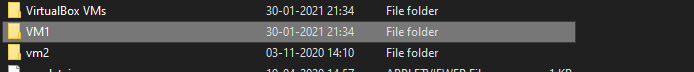 VirtualBox VMs 30-01-2021 21:34 File folder
VM1 30-01-2021 21:34 File folder
vm2 03-11-2020 14:10 File folder